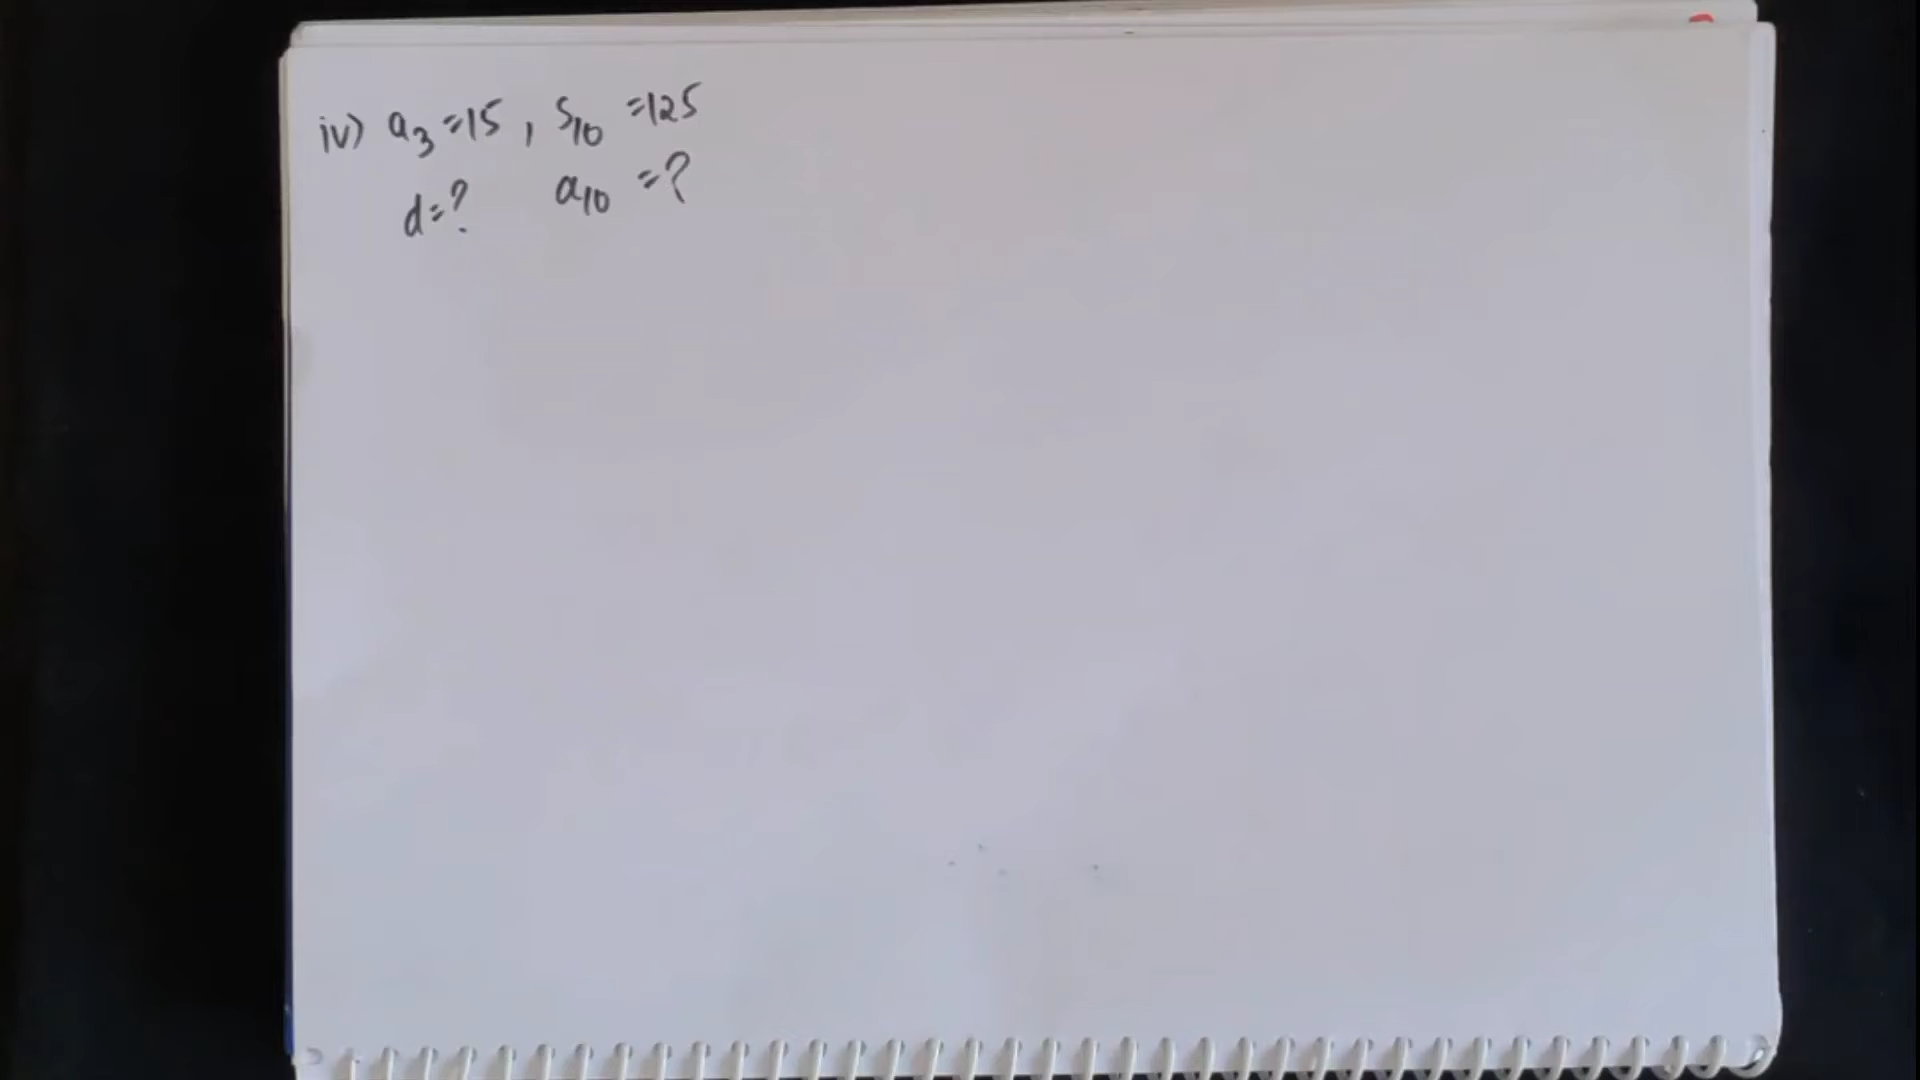 iv) a₃=15, S₁₀ =125
d=? a₁₀ =?